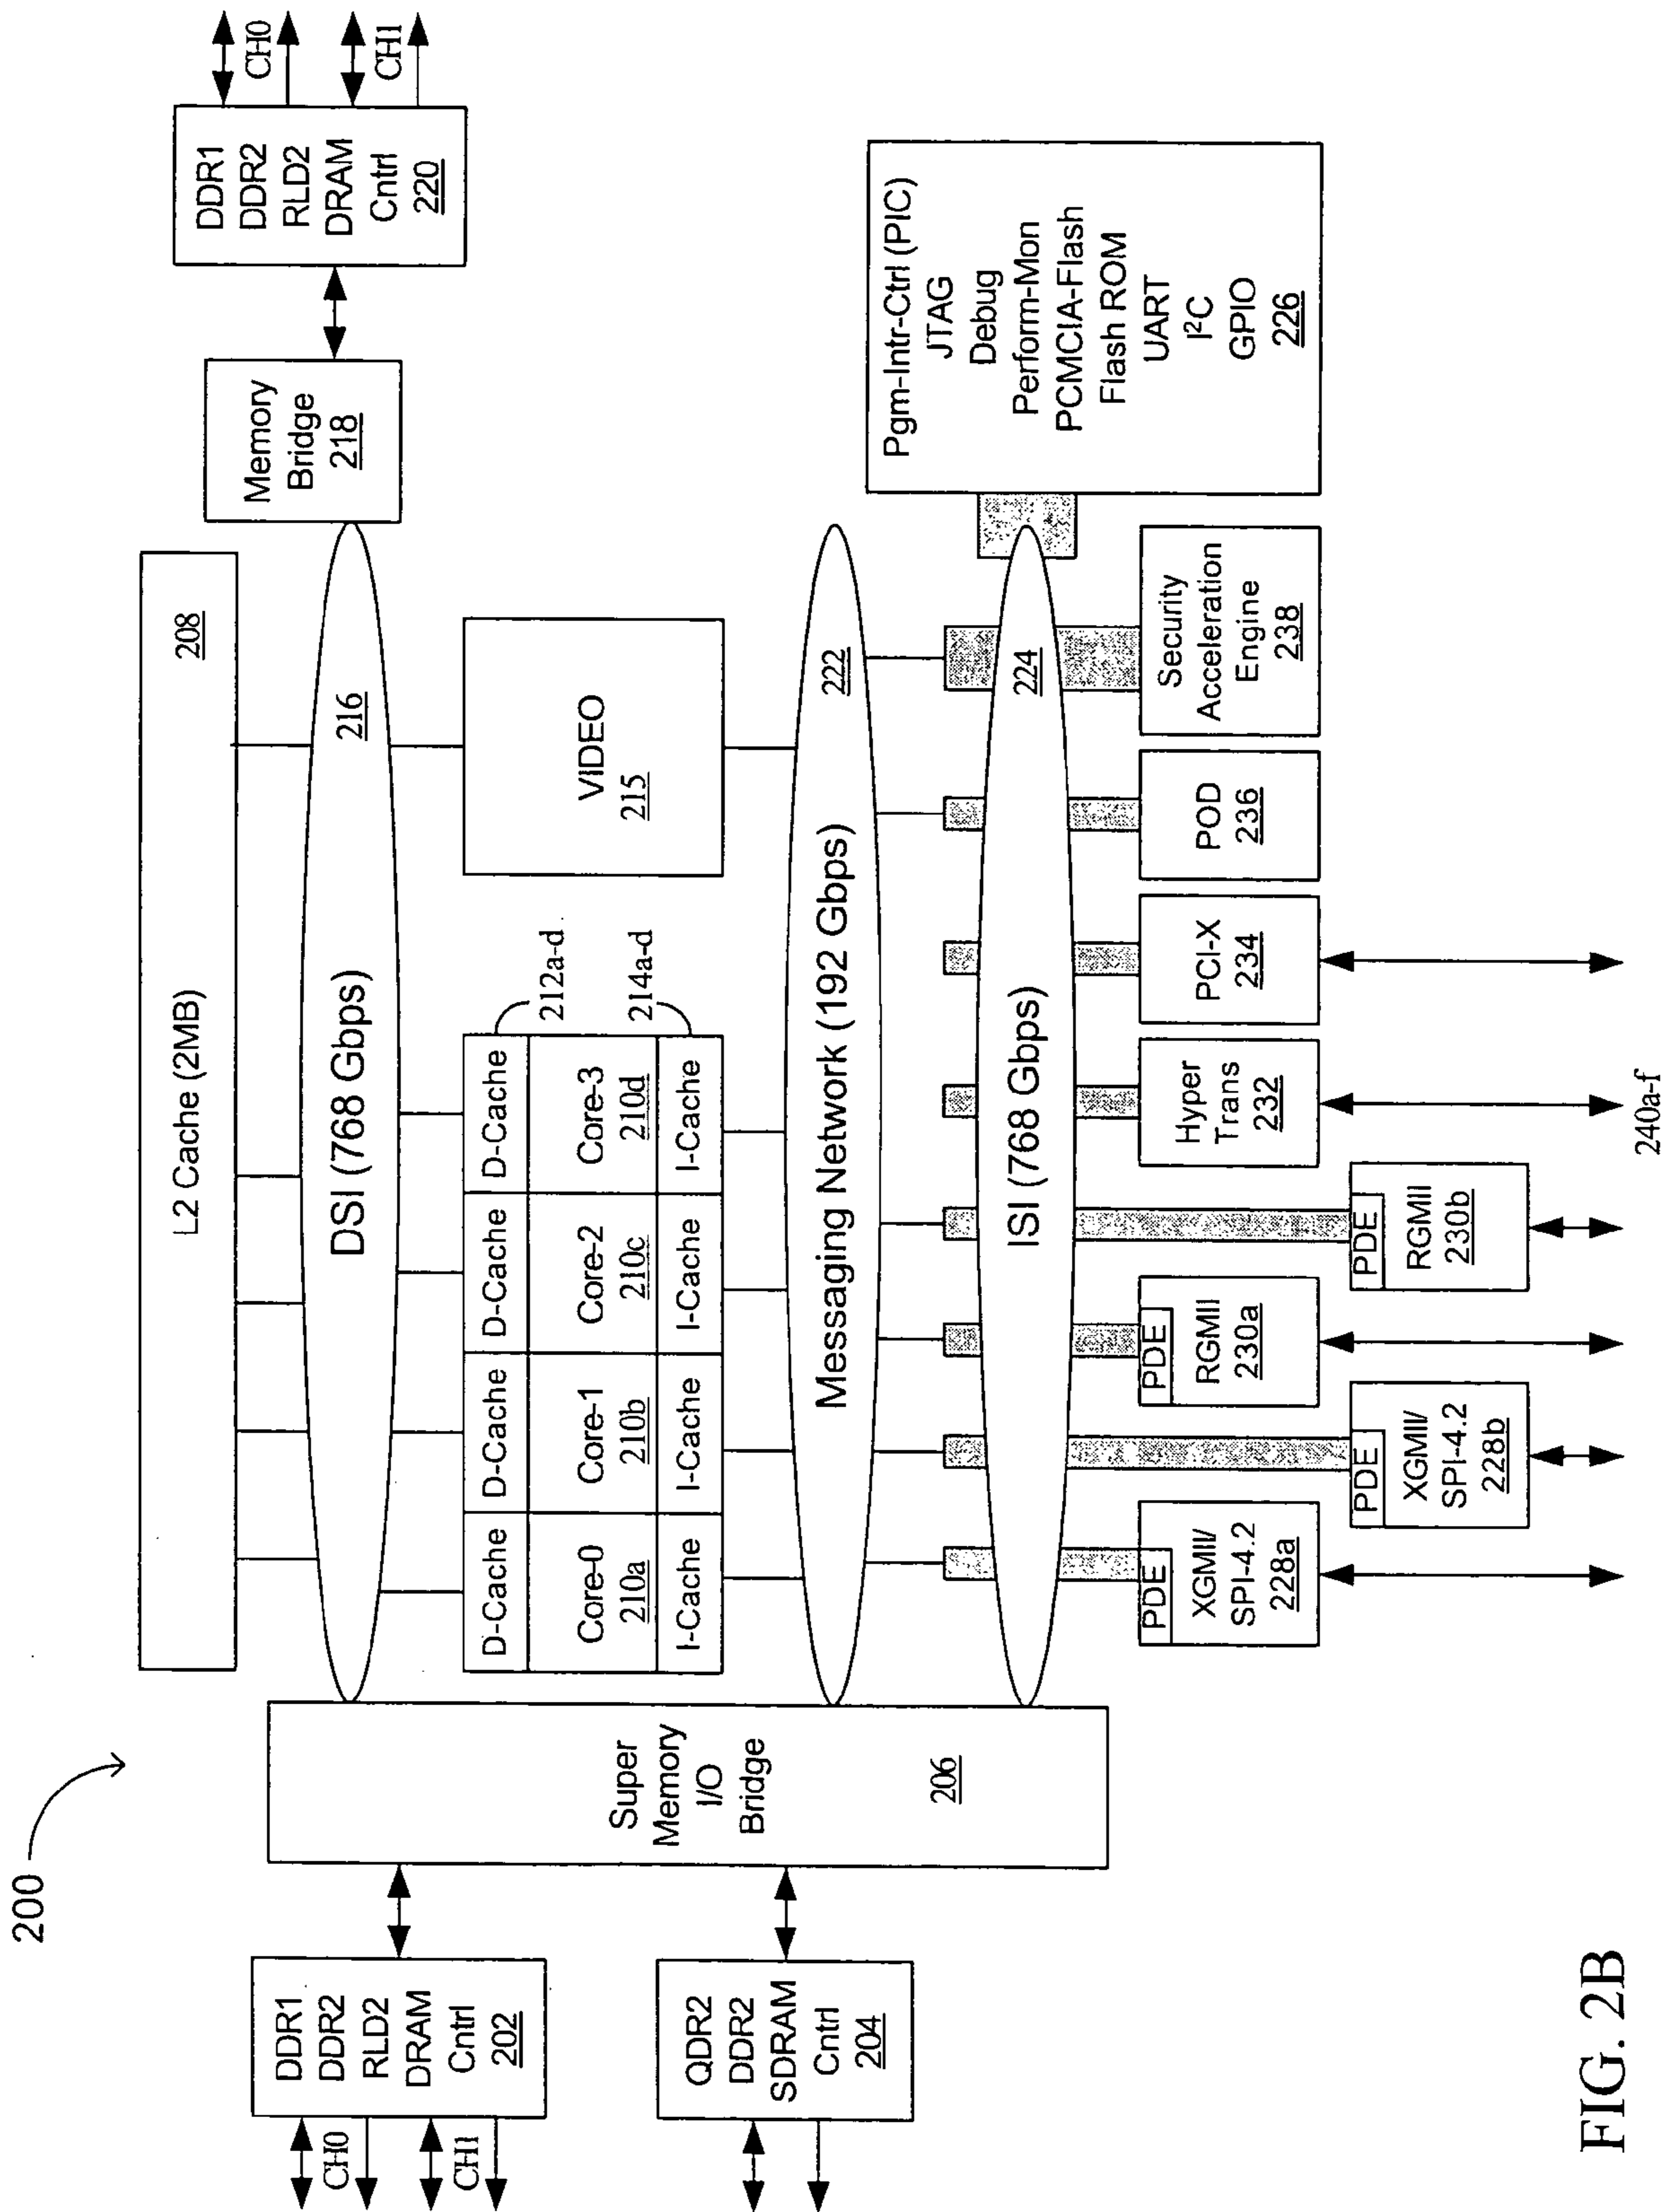 200
DDR1
DDR2
RLD2
DRAM
Cntrl
202
CH0
CH1
QDR2
DDR2
SDRAM
Cntrl
204
Super
Memory
I/O
Bridge
206
L2 Cache (2MB)
208
DSI (768 Gbps)
216
Memory
Bridge
218
DDR1
DDR2
RLD2
DRAM
Cntrl
220
CH0
CH1
D-Cache
D-Cache
D-Cache
D-Cache
212a-d
Core-0
210a
Core-1
210b
Core-2
210c
Core-3
210d
I-Cache
I-Cache
I-Cache
I-Cache
214a-d
VIDEO
215
Messaging Network (192 Gbps)
222
ISI (768 Gbps)
224
Pgm-Intr-Ctrl (PIC)
JTAG
Debug
Perform-Mon
PCMCIA-Flash
Flash ROM
UART
I²C
GPIO
226
PDE
XGMII/
SPI-4.2
228a
PDE
XGMII/
SPI-4.2
228b
PDE
RGMII
230a
PDE
RGMII
230b
Hyper
Trans
232
PCI-X
234
POD
236
Security
Acceleration
Engine
238
240a-f
FIG. 2B